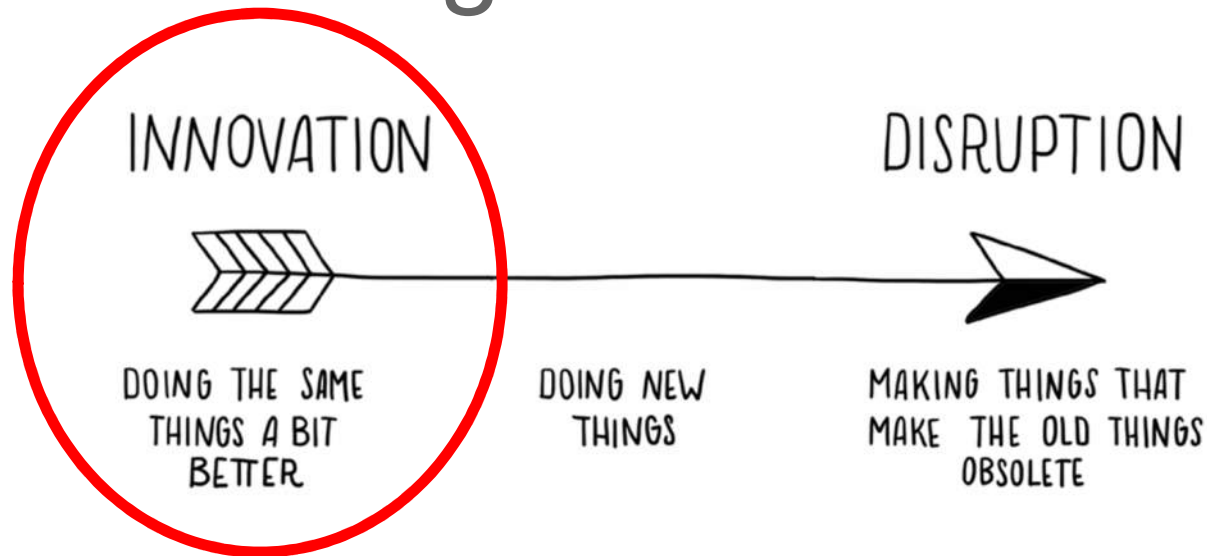 INNOVATION
DISRUPTION
DOING THE SAME
THINGS A BIT
BETTER
DOING NEW
THINGS
MAKING THINGS THAT
MAKE THE OLD THINGS
OBSOLETE